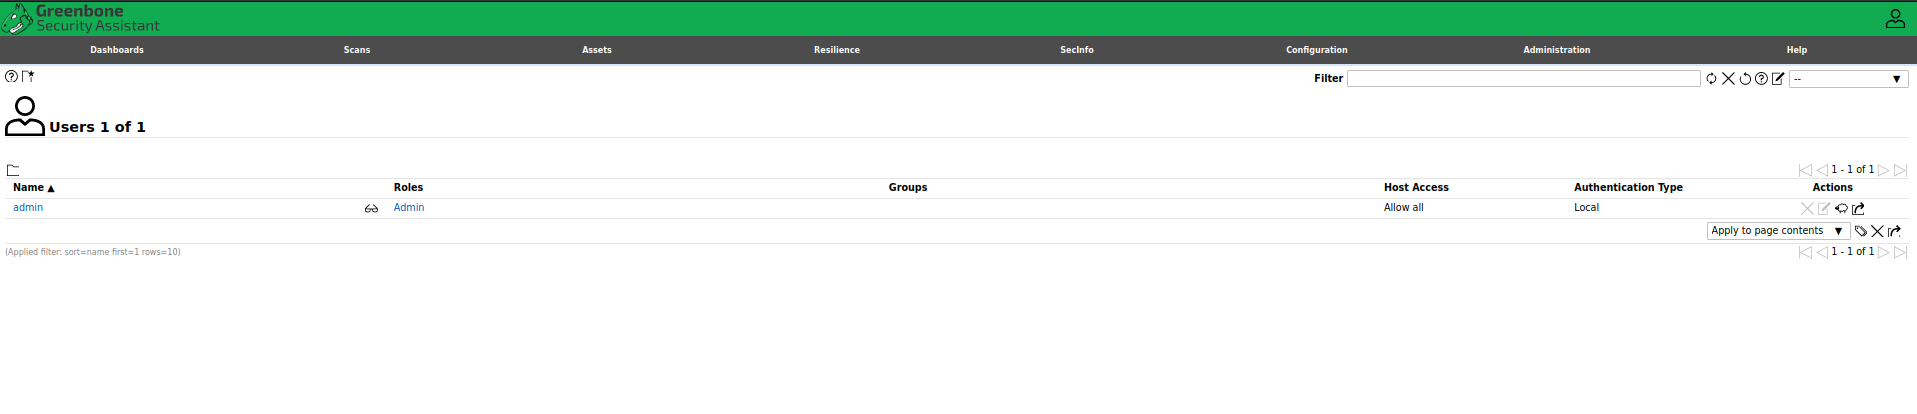 Greenbone
Security Assistant
Dashboards Scans Assets Resilience SecInfo Configuration Administration Help
Filter --
Users 1 of 1
1 - 1 of 1
Name ▲ Roles Groups Host Access Authentication Type Actions
admin Admin Allow all Local
Apply to page contents ▼
(Applied filter: sort=name first=1 rows=10) 1 - 1 of 1